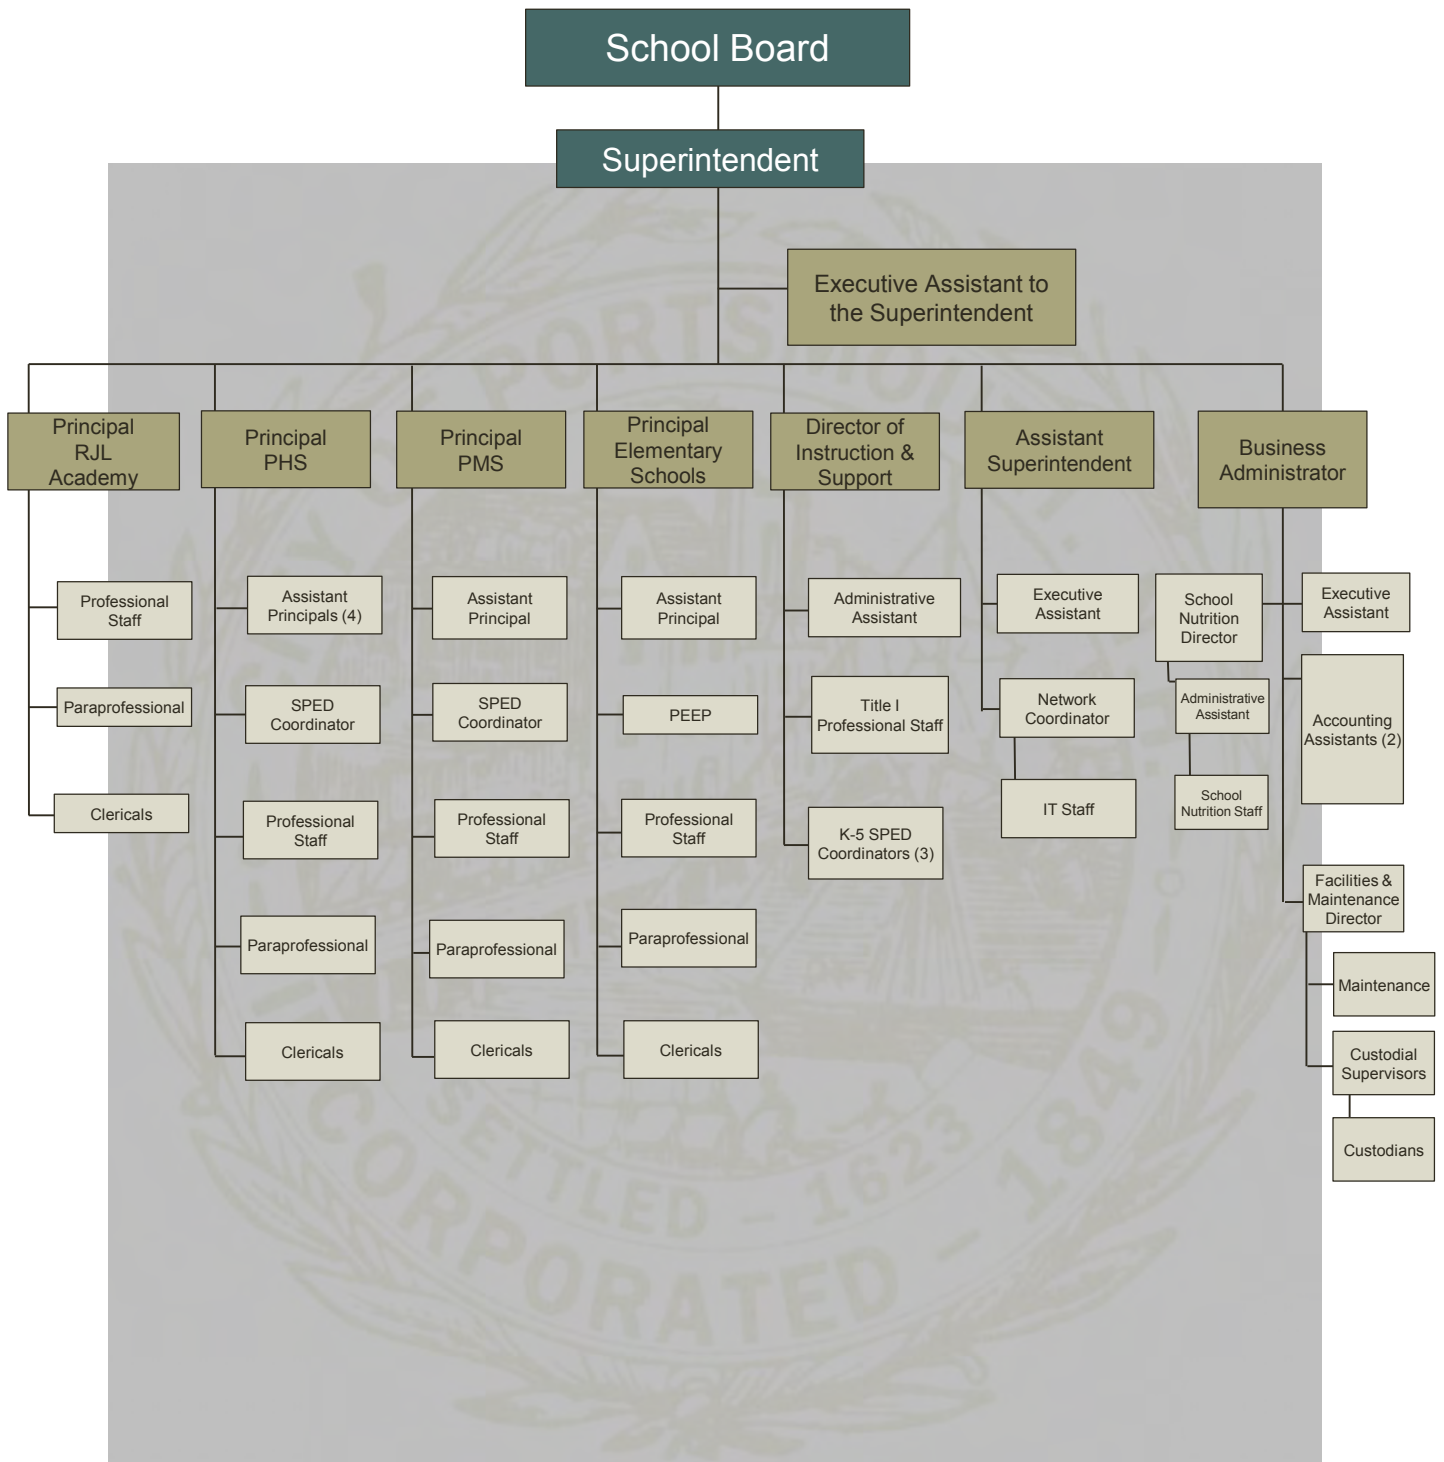 School Board
Superintendent
Executive Assistant to
the Superintendent
Principal
RJL
Academy
Principal
PHS
Principal
PMS
Principal
Elementary
Schools
Director of
Instruction &
Support
Assistant
Superintendent
Business
Administrator
Professional
Staff
Paraprofessional
Clericals
Assistant
Principals (4)
SPED
Coordinator
Professional
Staff
Paraprofessional
Clericals
Assistant
Principal
SPED
Coordinator
Professional
Staff
Paraprofessional
Clericals
Assistant
Principal
PEEP
Professional
Staff
Paraprofessional
Clericals
Administrative
Assistant
Title I
Professional Staff
K-5 SPED
Coordinators (3)
Executive
Assistant
Network
Coordinator
IT Staff
School
Nutrition
Director
Administrative
Assistant
School
Nutrition Staff
Executive
Assistant
Accounting
Assistants (2)
Facilities &
Maintenance
Director
Maintenance
Custodial
Supervisors
Custodians
SETTLED – 1623
CORPORATED – 1849